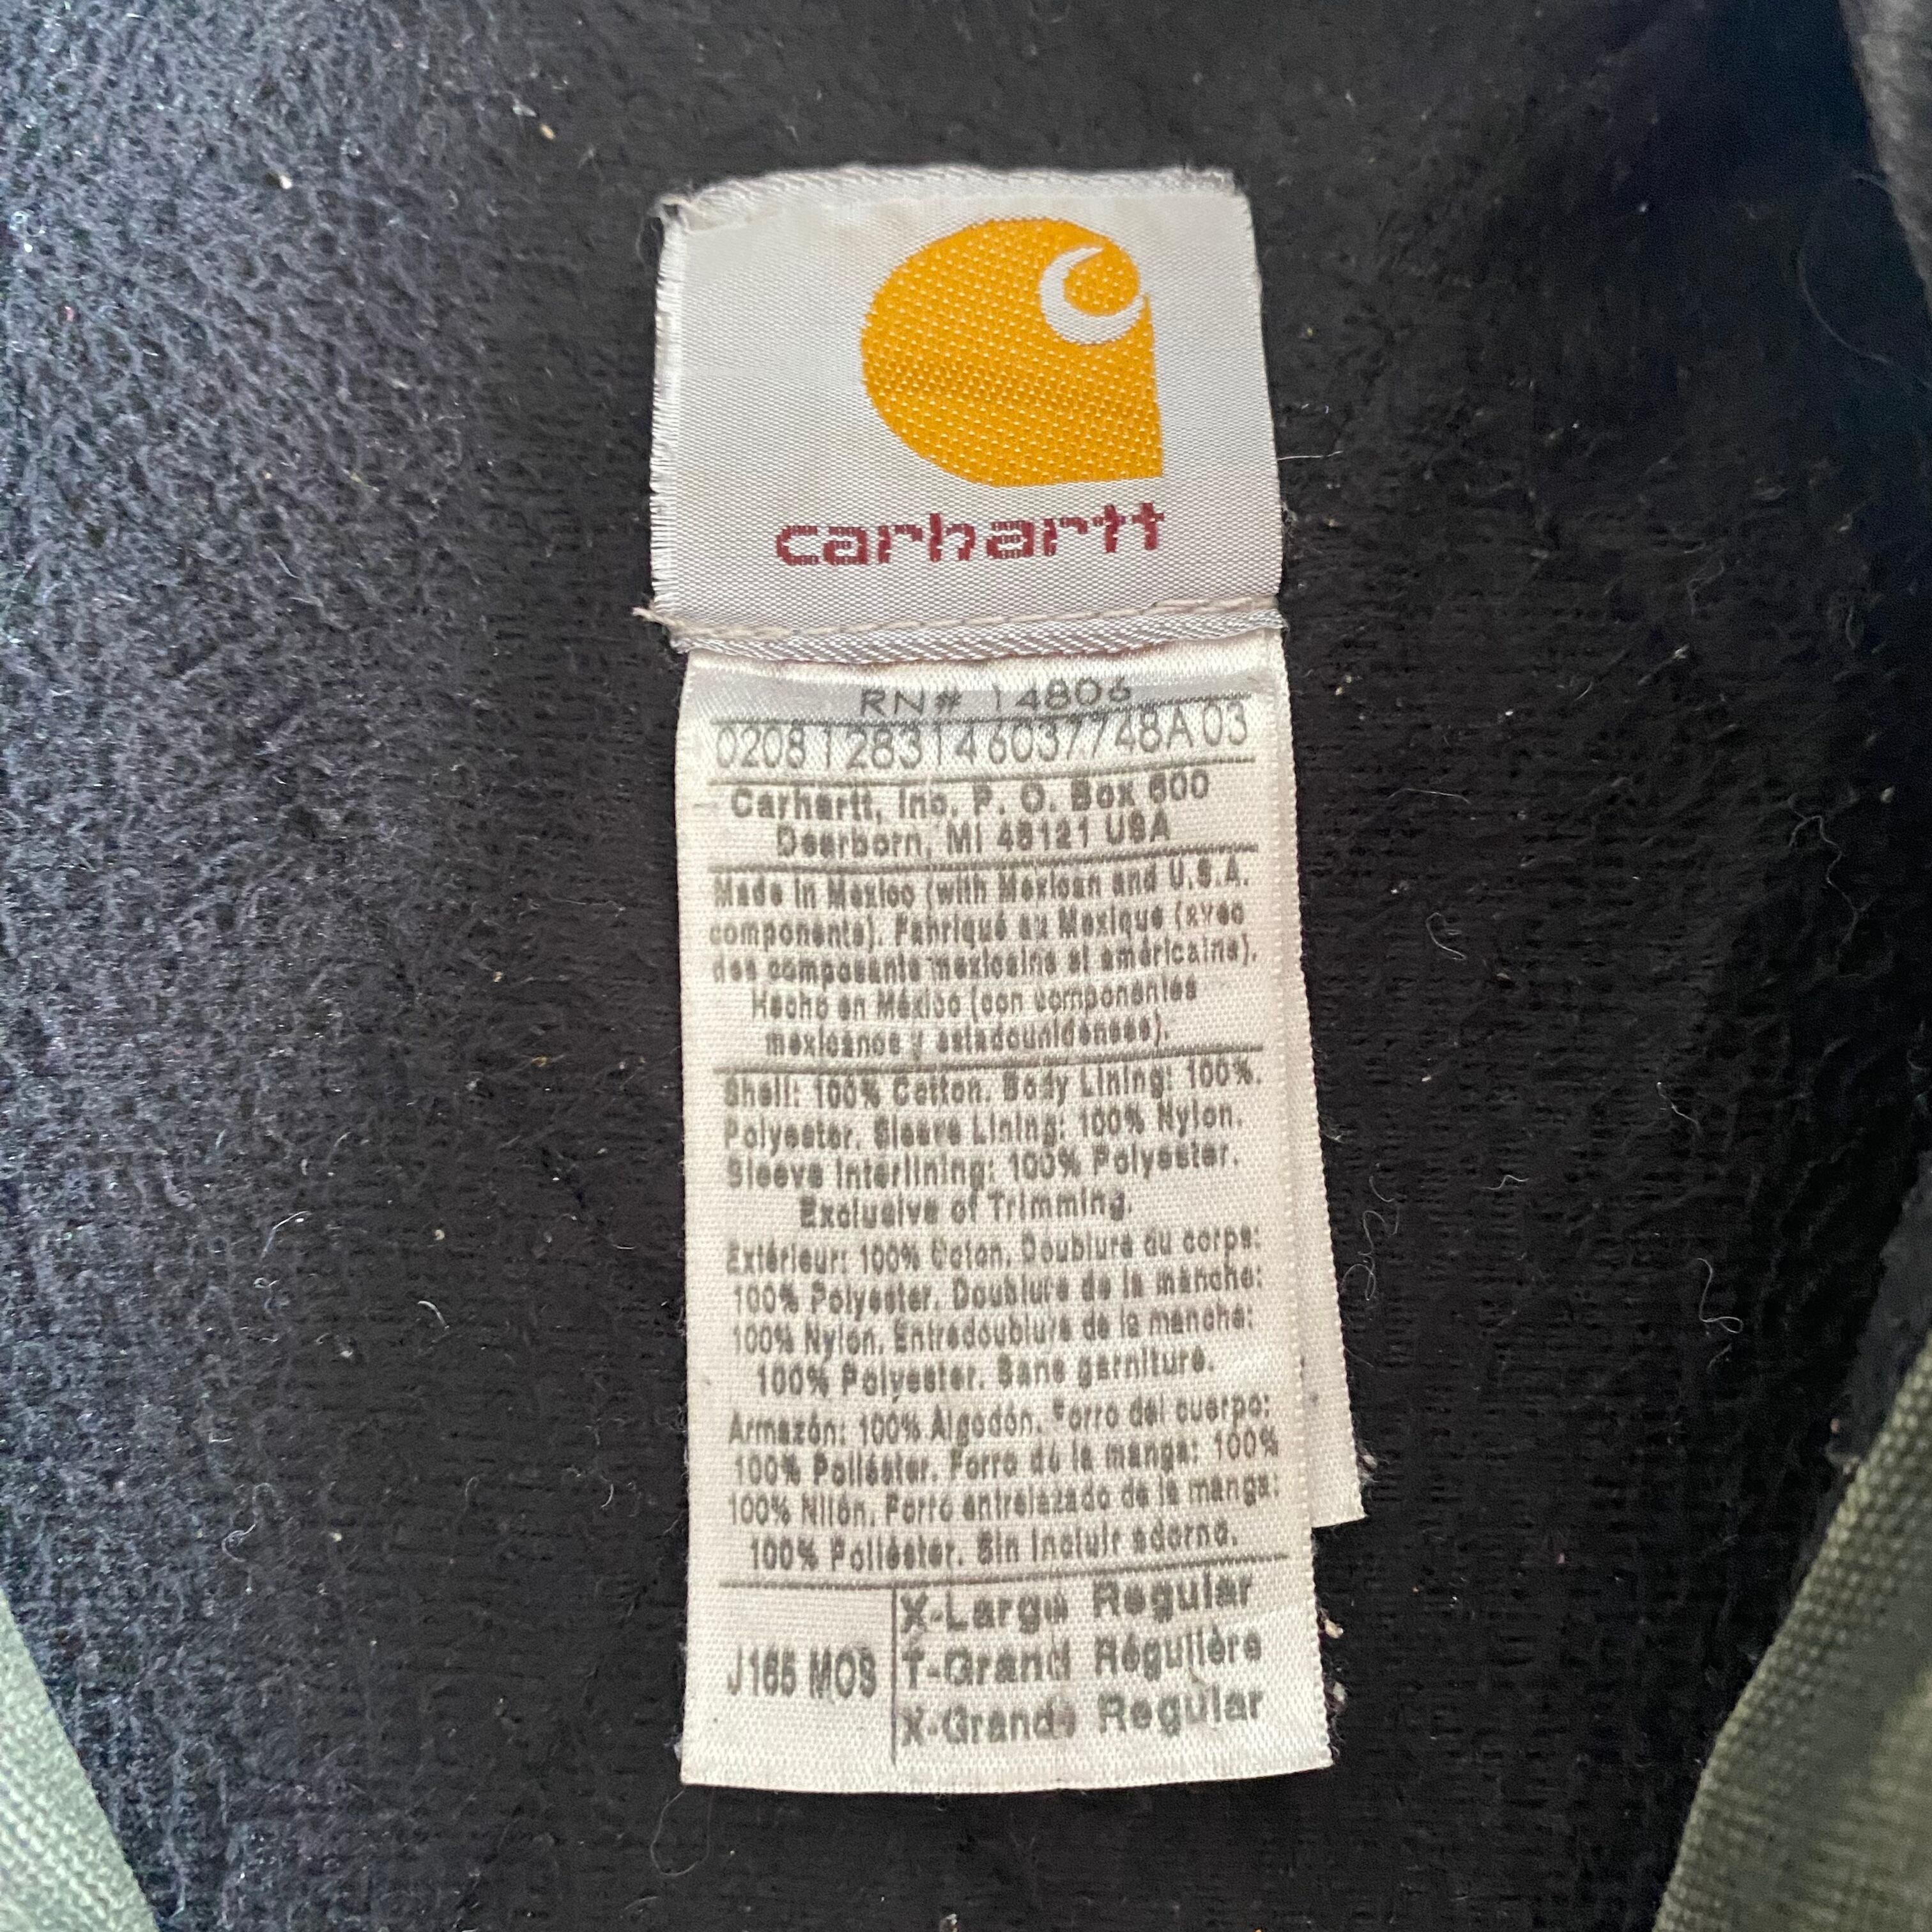 carhartt
RN# 14806
0208128314 6037748A03
Carhartt, Inc. P. O. Box 600
Dearborn, MI 48121 USA
Made in Mexico (with Mexican and U.S.A.
components). Fabriqué au Mexique (avec
des composants mexicains et américains).
Hecho en México (con componentes
mexicanos y estadounidenses).
Shell: 100% Cotton. Body Lining: 100%.
Polyester. Sleeve Lining: 100% Nylon.
Sleeve Interlining: 100% Polyester.
Exclusive of Trimming.
Extérieur: 100% Coton. Doublure du corps:
100% Polyester. Doublure de la manche:
100% Nylon. Entredoublure de la manche:
100% Polyester. Sans garniture.
Armazón: 100% Algodón. Forro del cuerpo:
100% Poliéster. Forro de la manga: 100%
100% Nilón. Forro entrelazado de la manga:
100% Poliéster. Sin incluir adorno.
J165 MOS
X-Large Regular
T-Grand Régulière
X-Grande Regular